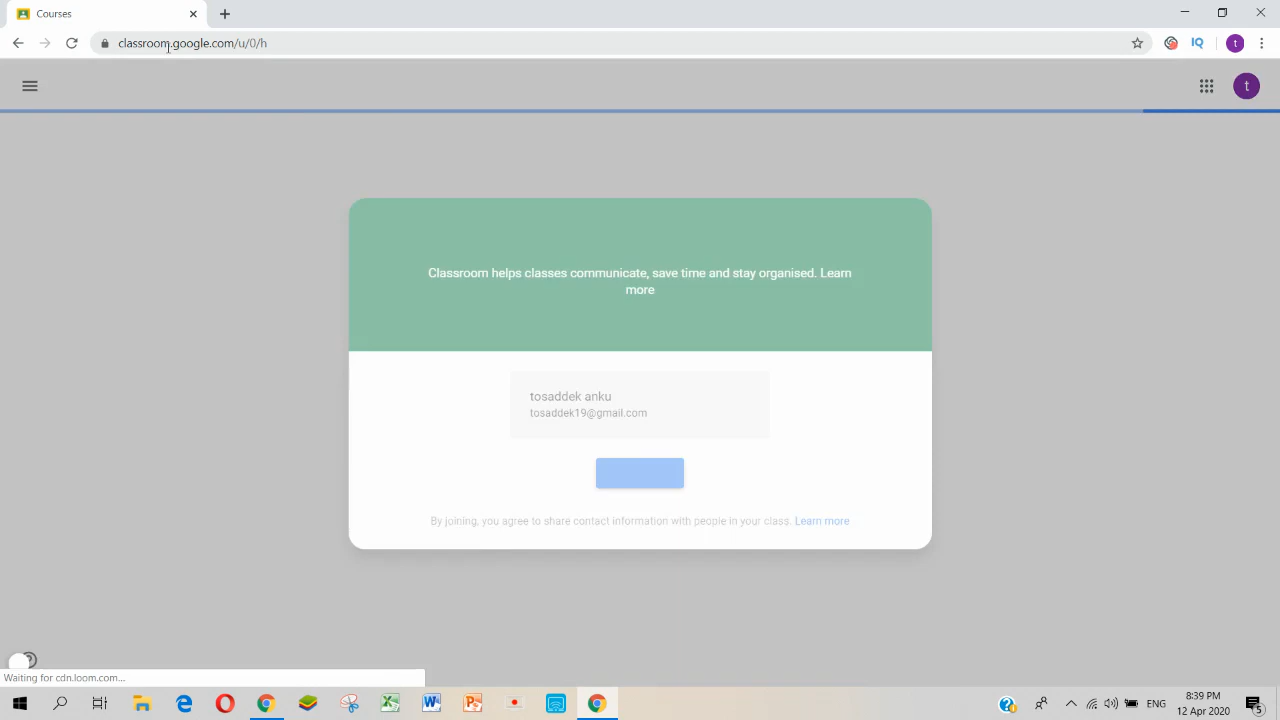 Courses
classroom.google.com/u/0/h
IQ
t
t
Classroom helps classes communicate, save time and stay organised. Learn
more
tosaddek anku
tosaddek19@gmail.com
By joining, you agree to share contact information with people in your class. Learn more
Waiting for cdn.loom.com...
ENG
8:39 PM
12 Apr 2020
5